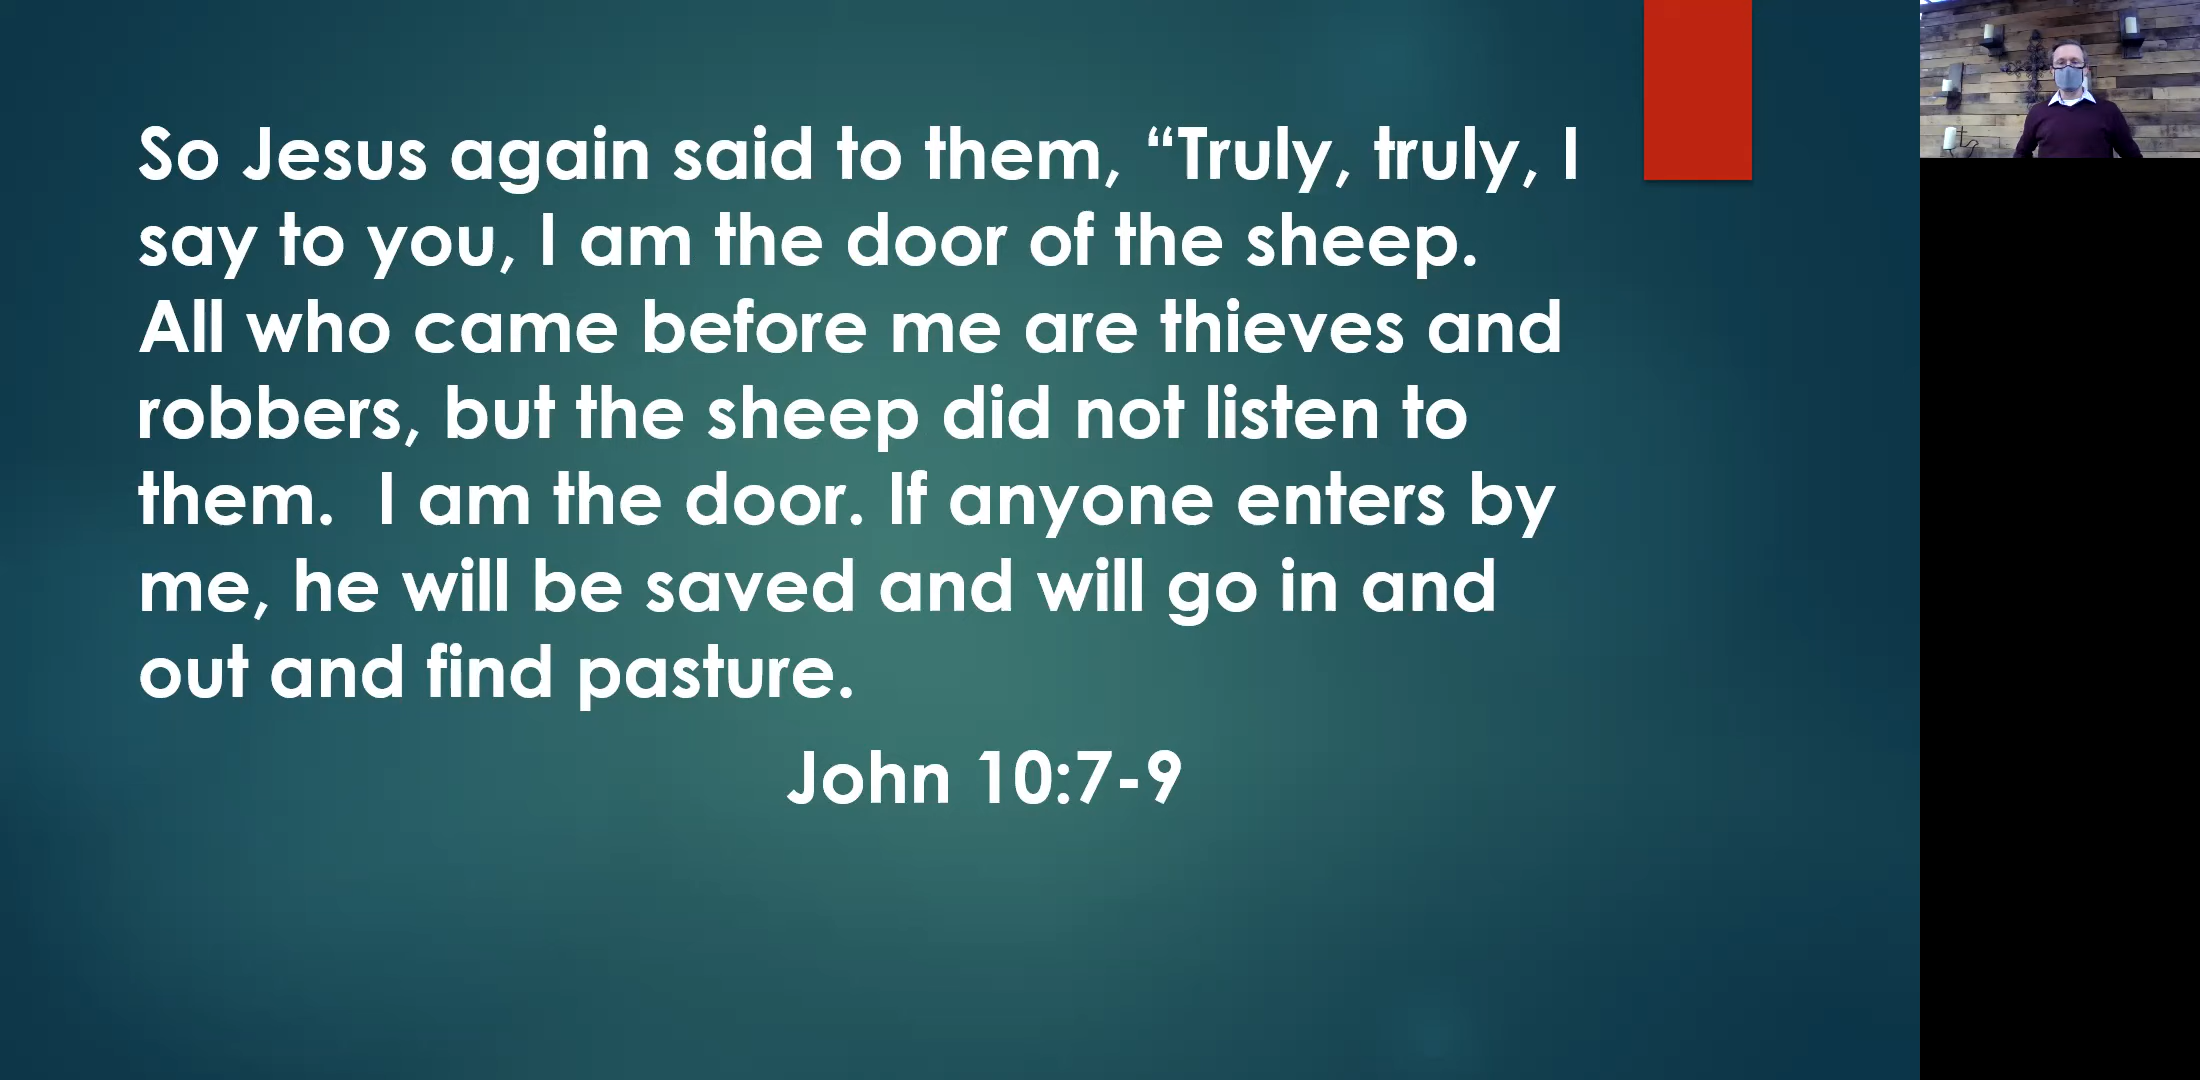 So Jesus again said to them, “Truly, truly, I
say to you, I am the door of the sheep.
All who came before me are thieves and
robbers, but the sheep did not listen to
them.  I am the door. If anyone enters by
me, he will be saved and will go in and
out and find pasture.
John 10:7-9